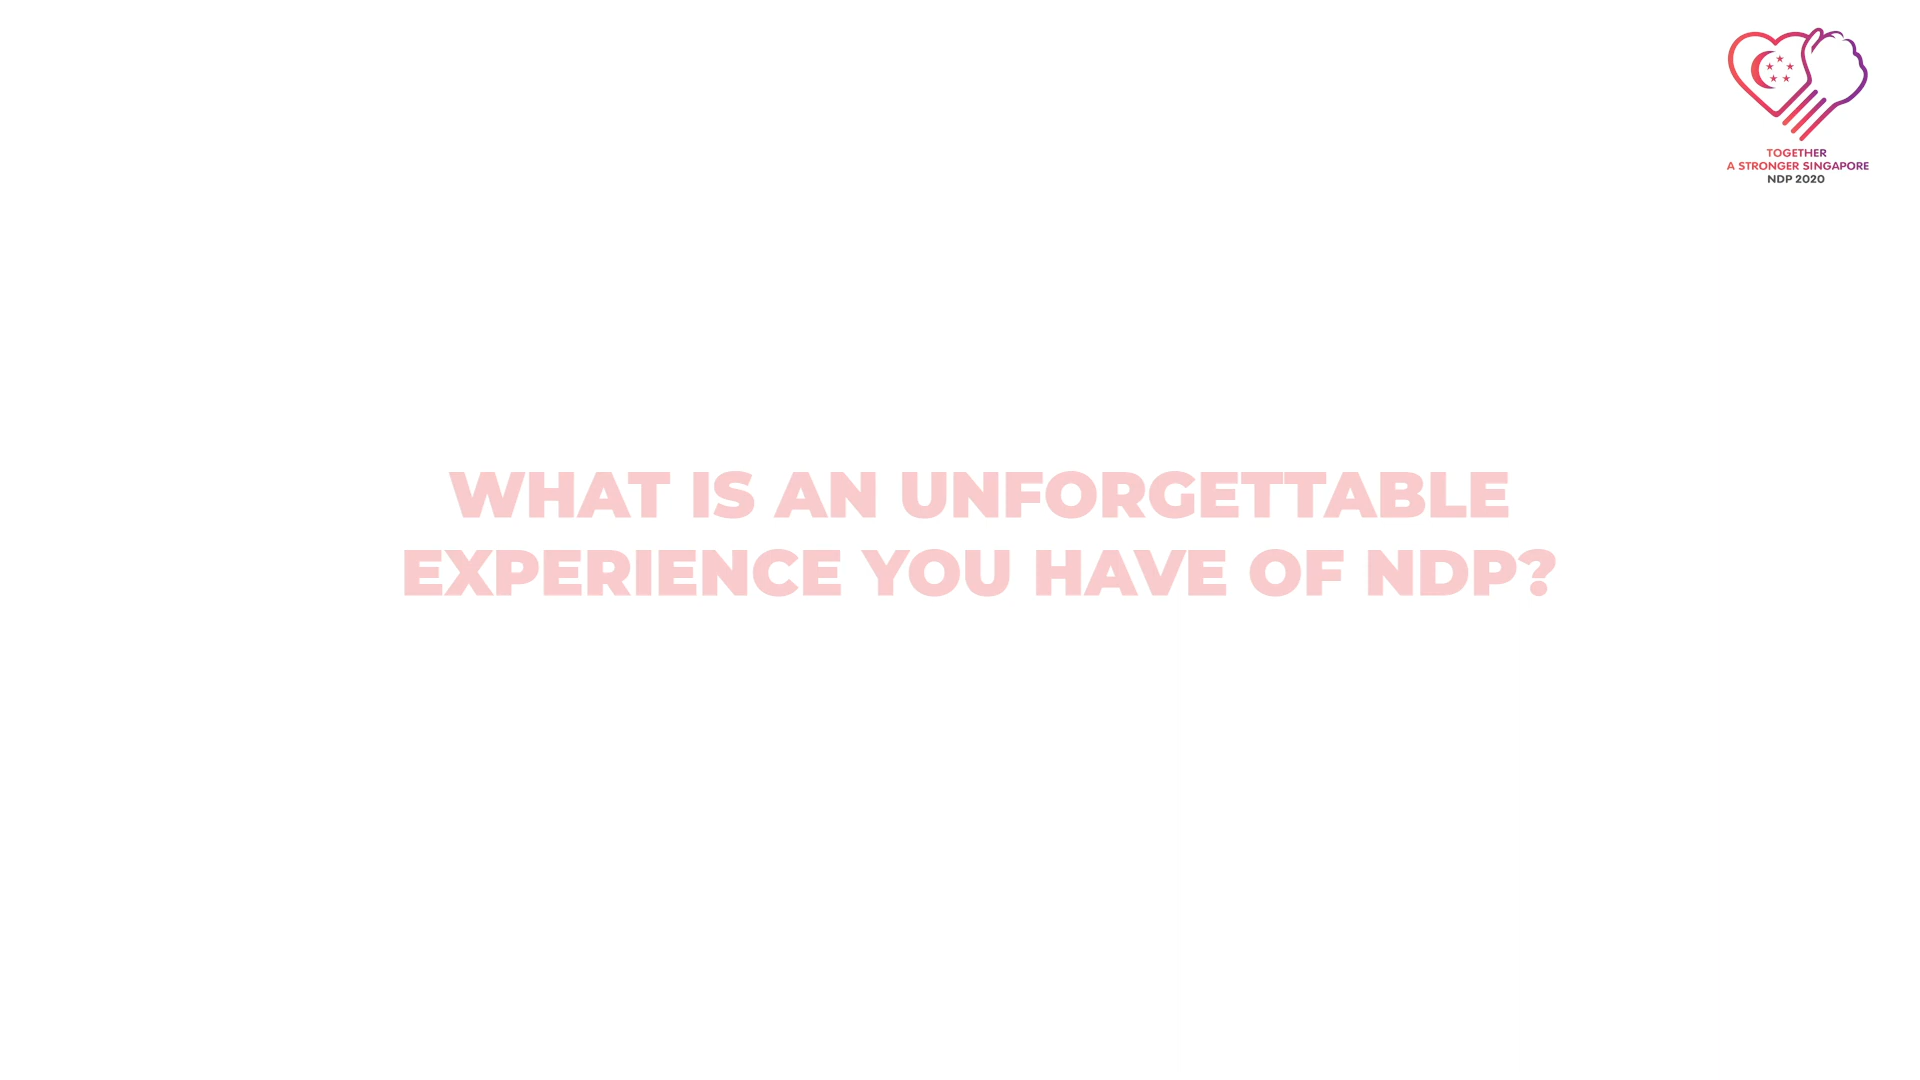 TOGETHER
A STRONGER SINGAPORE
NDP 2020
WHAT IS AN UNFORGETTABLE
EXPERIENCE YOU HAVE OF NDP?